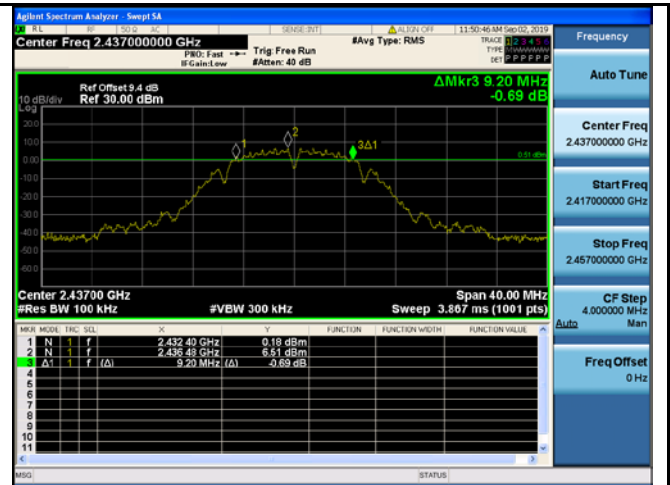 Agilent Spectrum Analyzer - Swept SA
RL RF 50 Ω AC SENSE:INT ALIGN OFF 11:50:46 AM Sep 02, 2019
Center Freq 2.437000000 GHz
PNO: Fast
IFGain:Low
Trig: Free Run
#Atten: 40 dB
#Avg Type: RMS
TRACE 1 2 3 4 5 6
TYPE
DET P P P P P P
Frequency
Auto Tune
Center Freq
2.437000000 GHz
Start Freq
2.417000000 GHz
Stop Freq
2.457000000 GHz
CF Step
4.000000 MHz
Auto Man
Freq Offset
0 Hz
Ref Offset 9.4 dB
10 dB/div Ref 30.00 dBm
Log
ΔMkr3 9.20 MHz
-0.69 dB
20.0
10.0
0.00
-10.0
-20.0
-30.0
-40.0
-50.0
-60.0
1
2
3Δ1
0.51 dBm
Center 2.43700 GHz Span 40.00 MHz
#Res BW 100 kHz #VBW 300 kHz Sweep 3.867 ms (1001 pts)
MKR MODE TRC SCL X Y FUNCTION FUNCTION WIDTH FUNCTION VALUE
1 N 1 f 2.432 40 GHz 0.18 dBm
2 N 1 f 2.436 48 GHz 6.51 dBm
3 Δ1 1 f (Δ) 9.20 MHz (Δ) -0.69 dB
4
5
6
7
8
9
10
11
MSG STATUS